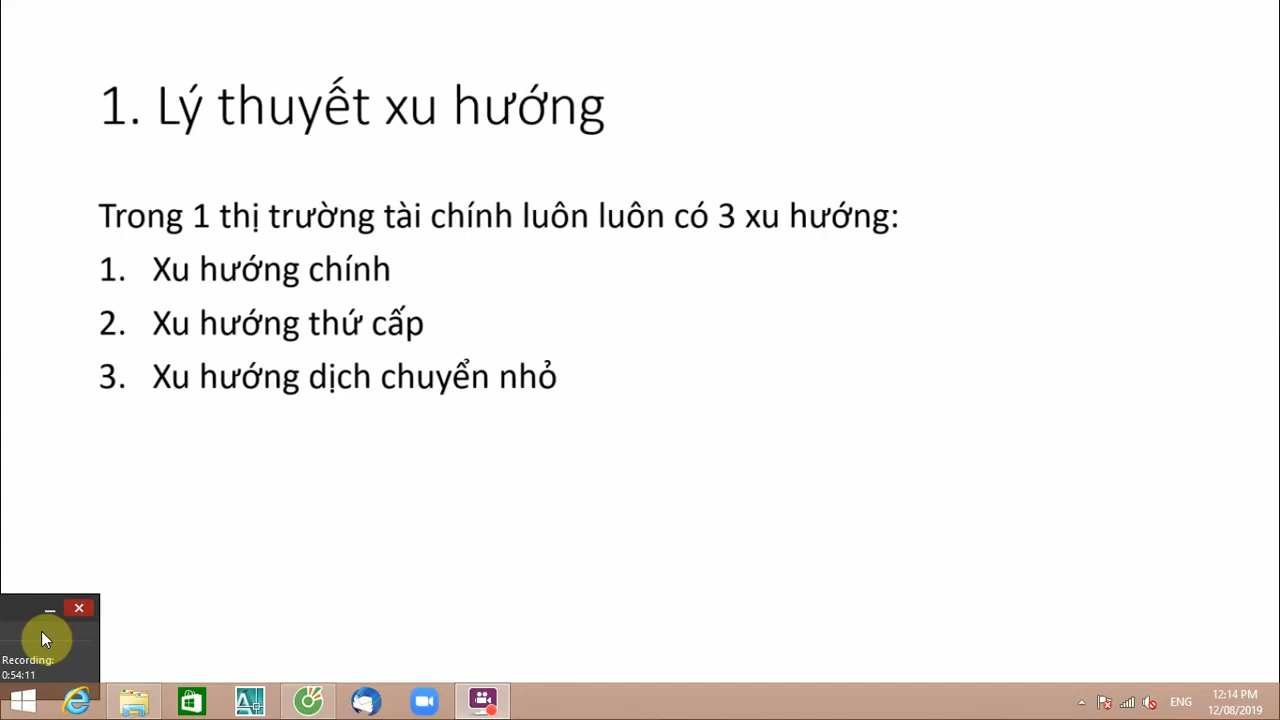 1. Lý thuyết xu hướng
Trong 1 thị trường tài chính luôn luôn có 3 xu hướng:
1. Xu hướng chính
2. Xu hướng thứ cấp
3. Xu hướng dịch chuyển nhỏ
Recording:
0:54:11
ENG
12:14 PM
12/08/2019